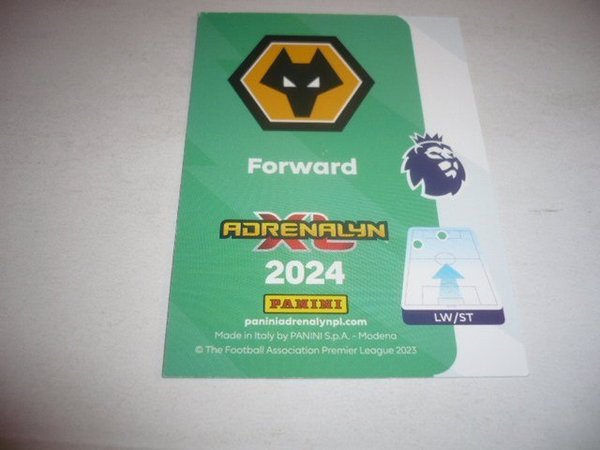 Forward
ADRENALYN
XL
2024
PANINI
paniniadrenalynpl.com
Made in Italy by PANINI S.p.A. - Modena
© The Football Association Premier League 2023
LW/ST